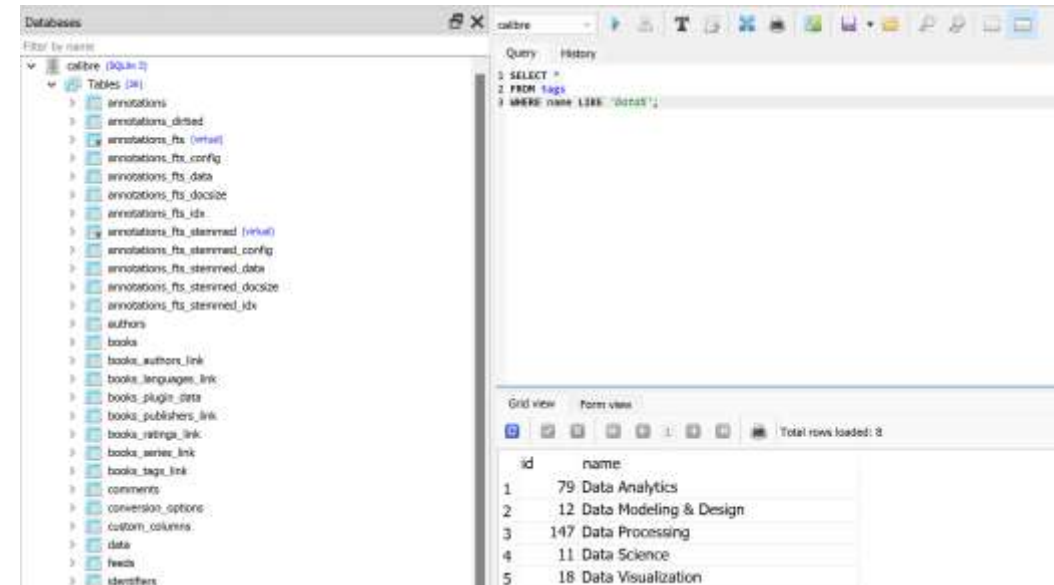 Databases
Filter by name
calibre (SQLite 3)
Tables (38)
annotations
annotations_dirtied
annotations_fts (virtual)
annotations_fts_config
annotations_fts_data
annotations_fts_docsize
annotations_fts_idx
annotations_fts_stemmed (virtual)
annotations_fts_stemmed_config
annotations_fts_stemmed_data
annotations_fts_stemmed_docsize
annotations_fts_stemmed_idx
authors
books
books_authors_link
books_languages_link
books_plugin_data
books_publishers_link
books_ratings_link
books_series_link
books_tags_link
comments
conversion_options
custom_columns
data
feeds
identifiers
calibre
Query History
1 SELECT *
2 FROM tags
3 WHERE name LIKE 'data%';
Grid view Form view
1 Total rows loaded: 8
id name
1 79 Data Analytics
2 12 Data Modeling & Design
3 147 Data Processing
4 11 Data Science
5 18 Data Visualization